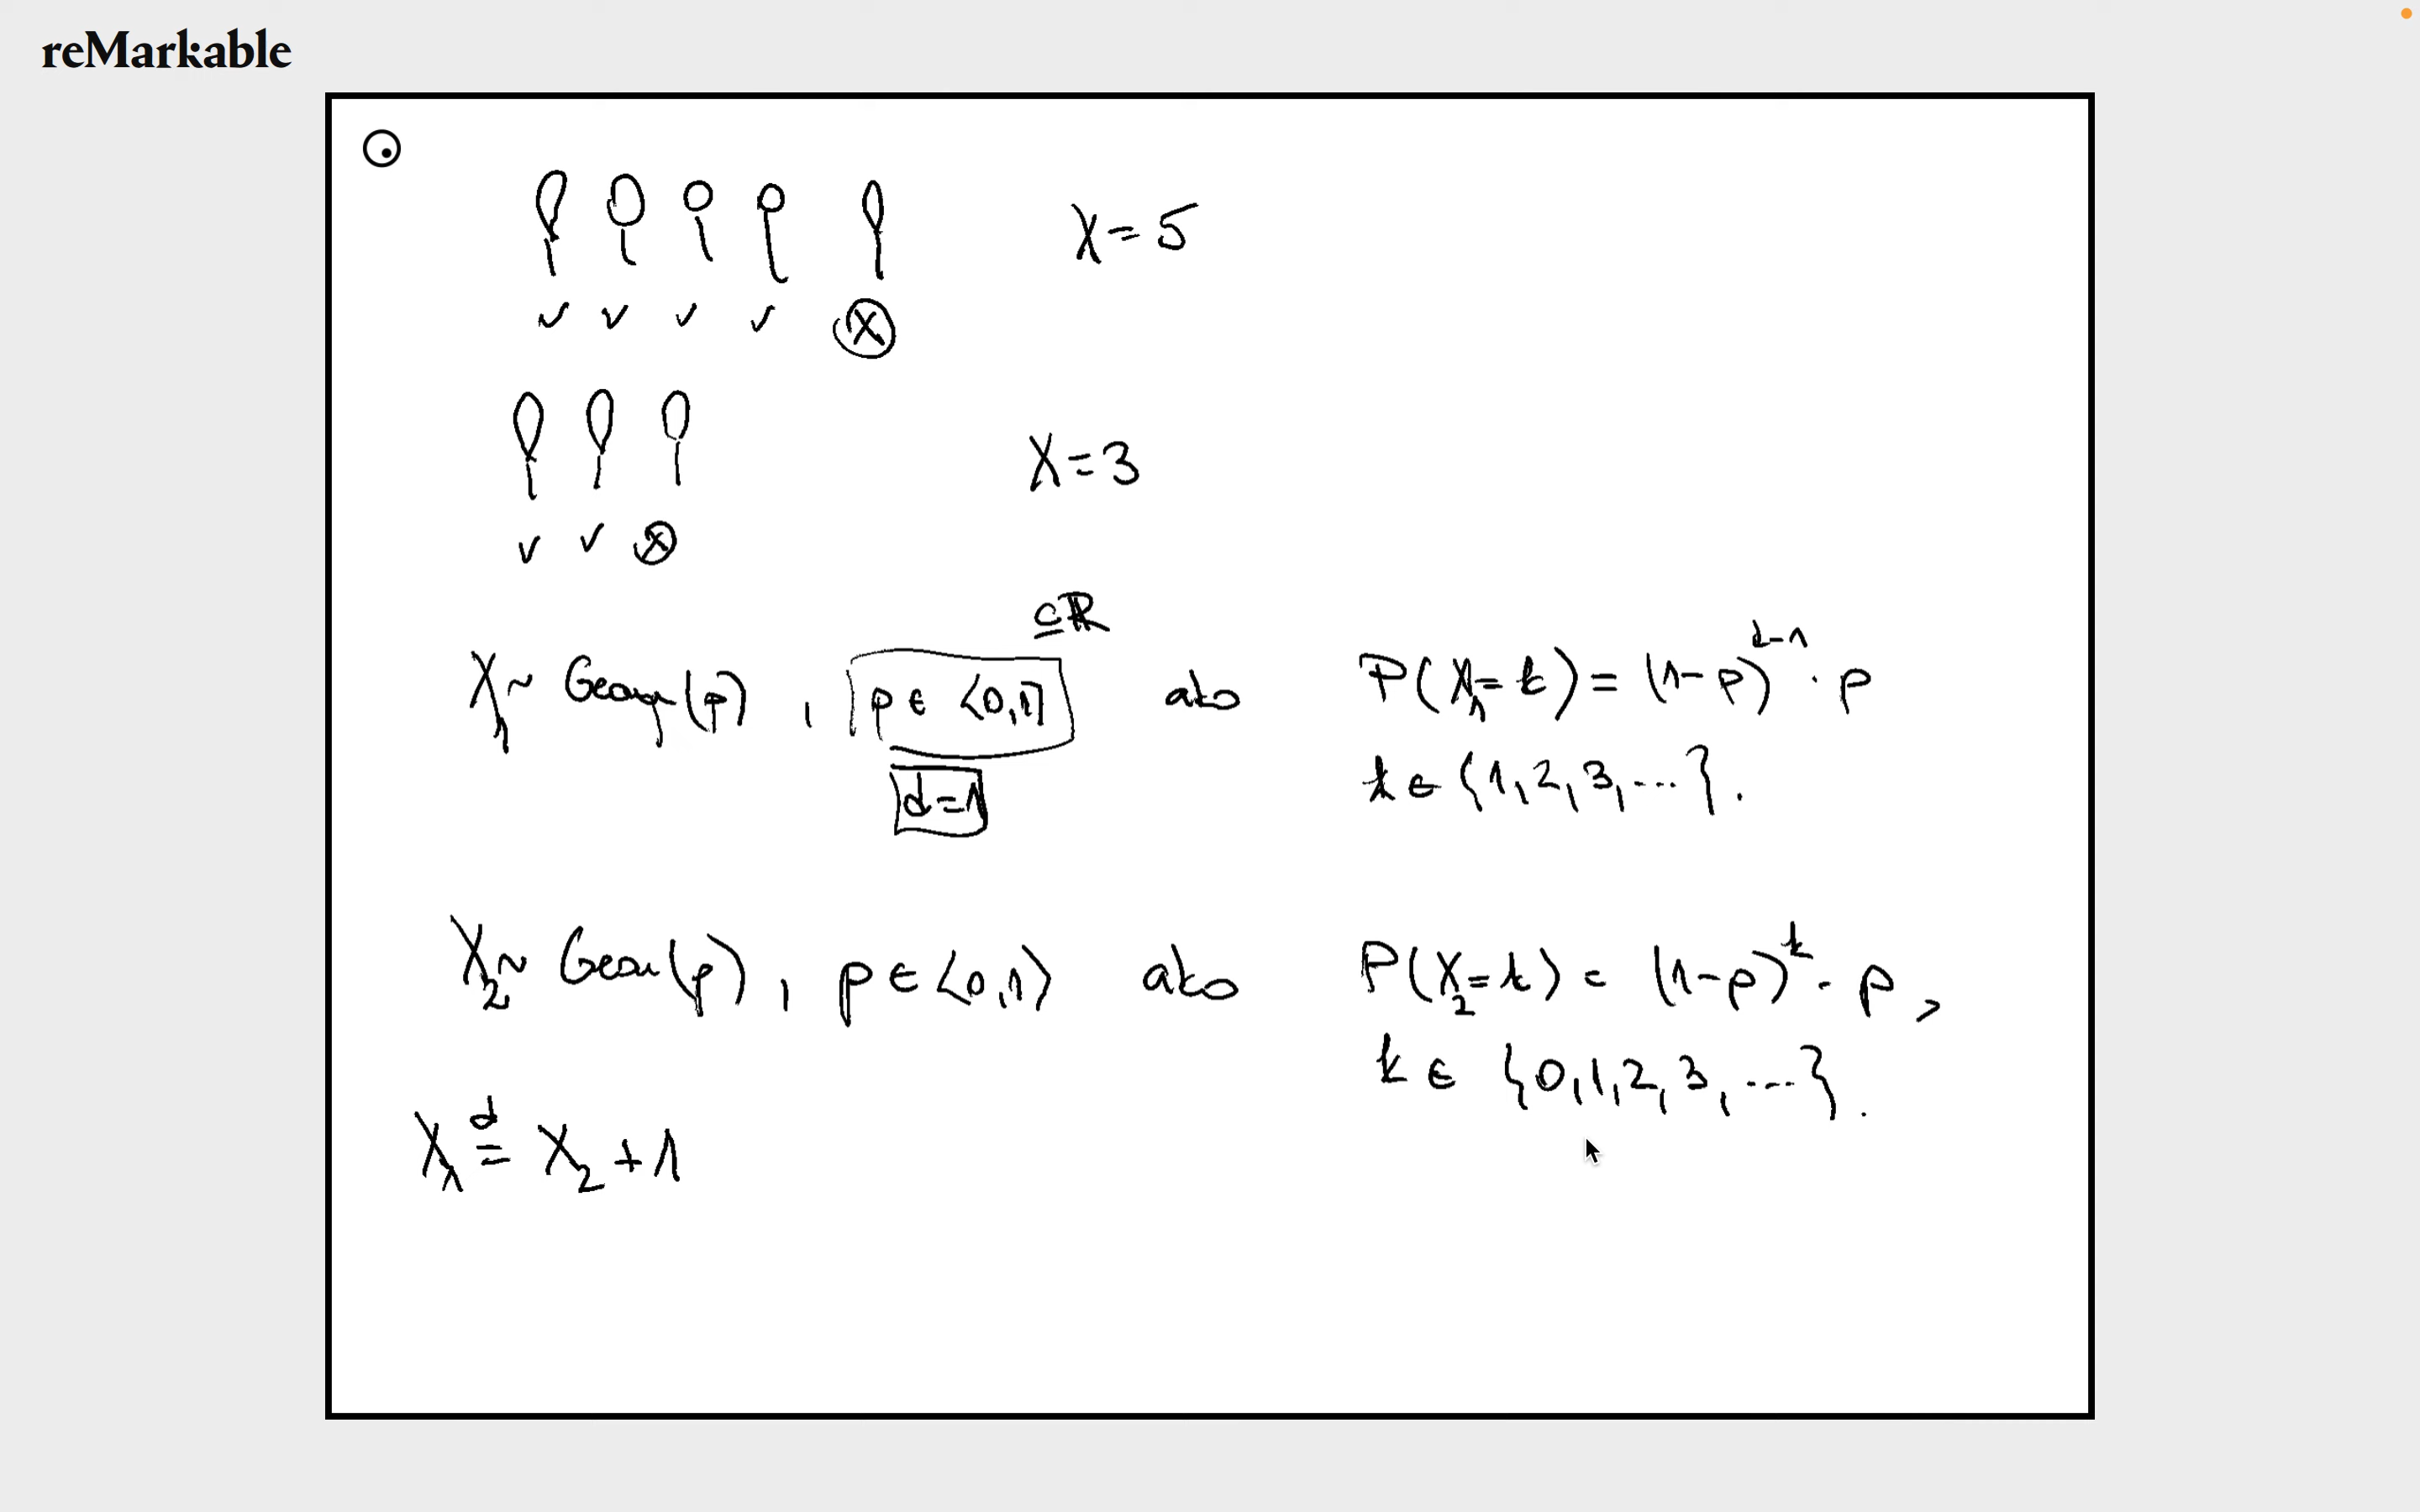 reMarkable
X=5
✓ ✓ ✓ ✓ ⓧ
X=3
✓ ✓ ⓧ
⊆ℝ
X₁ ~ Geom(p), p ∈ ⟨0,1] ako P(X₁=k) = (1-p)^{k-1} · p
d=1 k ∈ {1,2,3,...}.
X₂ ~ Geom(p), p ∈ ⟨0,1⟩ ako P(X₂=k) = (1-p)^k · p,
k ∈ {0,1,2,3,...}.
X₁ =^d X₂ + 1